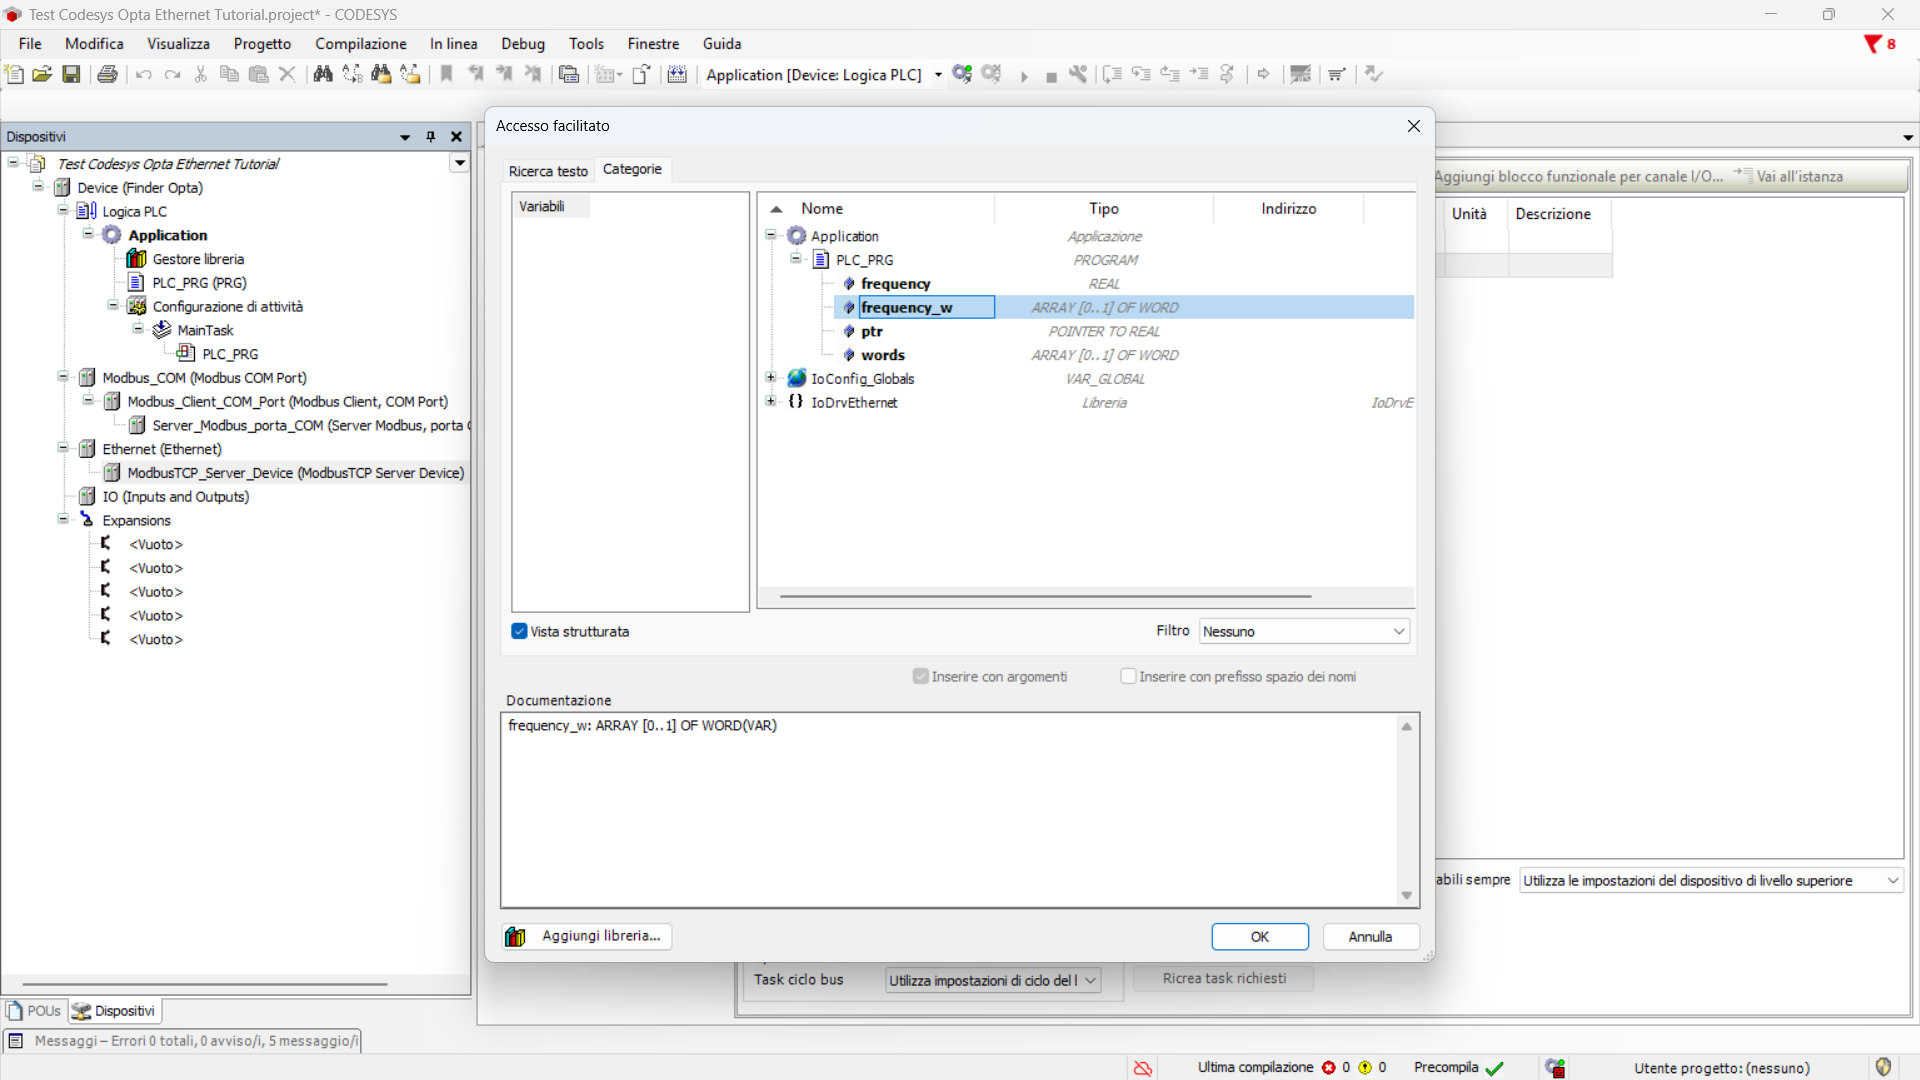 Test Codesys Opta Ethernet Tutorial.project* - CODESYS
File Modifica Visualizza Progetto Compilazione In linea Debug Tools Finestre Guida
8
Application [Device: Logica PLC]
Dispositivi
Test Codesys Opta Ethernet Tutorial
Device (Finder Opta)
Logica PLC
Application
Gestore libreria
PLC_PRG (PRG)
Configurazione di attività
MainTask
PLC_PRG
Modbus_COM (Modbus COM Port)
Modbus_Client_COM_Port (Modbus Client, COM Port)
Server_Modbus_porta_COM (Server Modbus, porta
Ethernet (Ethernet)
ModbusTCP_Server_Device (ModbusTCP Server Device)
IO (Inputs and Outputs)
Expansions
<Vuoto>
<Vuoto>
<Vuoto>
<Vuoto>
<Vuoto>
POUs Dispositivi
Accesso facilitato
Ricerca testo Categorie
Variabili
Nome Tipo Indirizzo
Application Applicazione
PLC_PRG PROGRAM
frequency REAL
frequency_w ARRAY [0..1] OF WORD
ptr POINTER TO REAL
words ARRAY [0..1] OF WORD
IoConfig_Globals VAR_GLOBAL
IoDrvEthernet Libreria IoDrvE
Vista strutturata Filtro Nessuno
Inserire con argomenti Inserire con prefisso spazio dei nomi
Documentazione
frequency_w: ARRAY [0..1] OF WORD(VAR)
Aggiungi libreria... OK Annulla
Aggiungi blocco funzionale per canale I/O... Vai all'istanza
Unità Descrizione
abili sempre Utilizza le impostazioni del dispositivo di livello superiore
Task ciclo bus Utilizza impostazioni di ciclo del l Ricrea task richiesti
Messaggi – Errori 0 totali, 0 avviso/i, 5 messaggio/i
Ultima compilazione 0 0 Precompila Utente progetto: (nessuno)